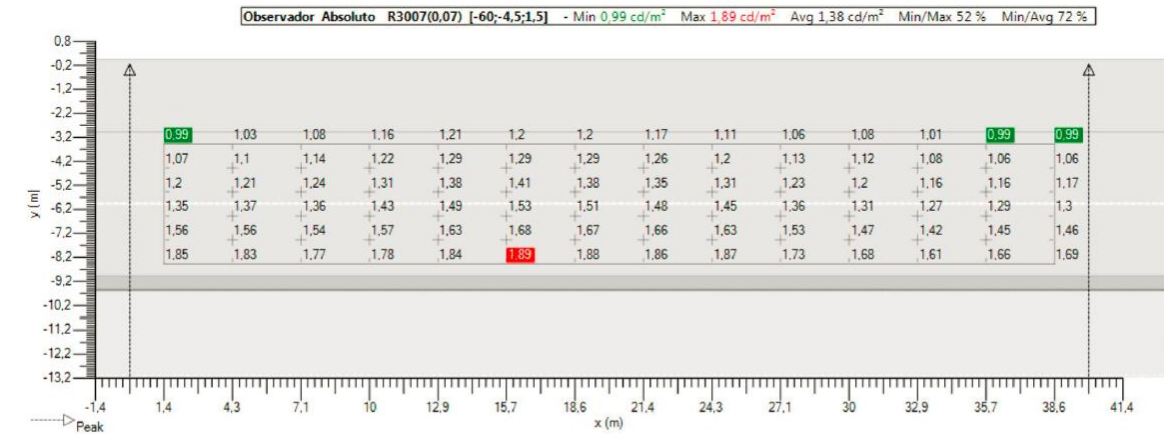 Observador Absoluto R3007(0,07) [-60;-4,5;1,5] - Min 0,99 cd/m² Max 1,89 cd/m² Avg 1,38 cd/m² Min/Max 52 % Min/Avg 72 %
0,8
-0,2
-1,2
-2,2
-3,2
0,99 1,03 1,08 1,16 1,21 1,2 1,2 1,17 1,11 1,06 1,08 1,01 0,99 0,99
-4,2
1,07 1,1 1,14 1,22 1,29 1,29 1,29 1,26 1,2 1,13 1,12 1,08 1,06 1,06
-5,2
1,2 1,21 1,24 1,31 1,38 1,41 1,38 1,35 1,31 1,23 1,2 1,16 1,16 1,17
y (m)
-6,2
1,35 1,37 1,36 1,43 1,49 1,53 1,51 1,48 1,45 1,36 1,31 1,27 1,29 1,3
-7,2
1,56 1,56 1,54 1,57 1,63 1,68 1,67 1,66 1,63 1,53 1,47 1,42 1,45 1,46
-8,2
1,85 1,83 1,77 1,78 1,84 1,89 1,88 1,86 1,87 1,73 1,68 1,61 1,66 1,69
-9,2
-10,2
-11,2
-12,2
-13,2
-1,4 1,4 4,3 7,1 10 12,9 15,7 18,6 21,4 24,3 27,1 30 32,9 35,7 38,6 41,4
x (m)
Peak